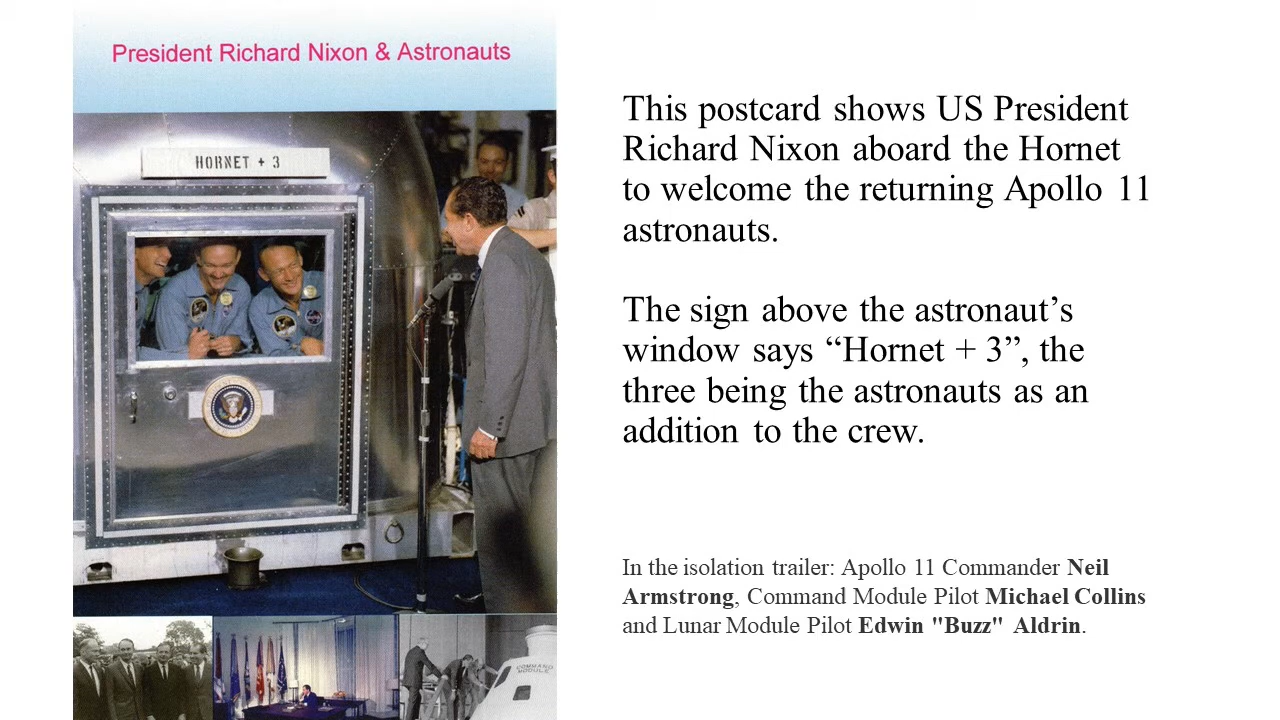 President Richard Nixon & Astronauts
HORNET + 3
This postcard shows US President
Richard Nixon aboard the Hornet
to welcome the returning Apollo 11
astronauts.
The sign above the astronaut’s
window says “Hornet + 3”, the
three being the astronauts as an
addition to the crew.
In the isolation trailer: Apollo 11 Commander Neil
Armstrong, Command Module Pilot Michael Collins
and Lunar Module Pilot Edwin "Buzz" Aldrin.
COMMAND
MODULE